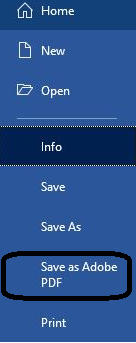 Home
New
Open
Info
Save
Save As
Save as Adobe
PDF
Print